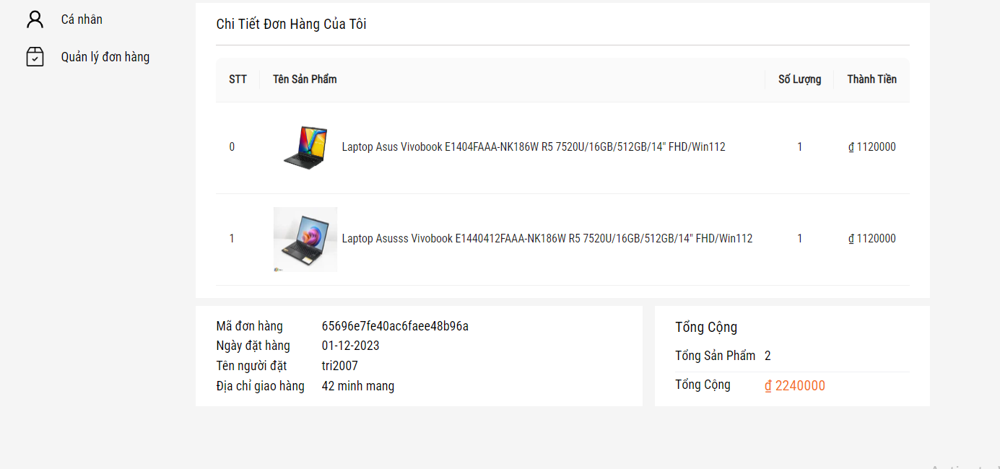 Cá nhân
Quản lý đơn hàng
Chi Tiết Đơn Hàng Của Tôi
STT Tên Sản Phẩm Số Lượng Thành Tiền
0 Laptop Asus Vivobook E1404FAAA-NK186W R5 7520U/16GB/512GB/14" FHD/Win112 1 ₫ 1120000
1 Laptop Asusss Vivobook E1440412FAAA-NK186W R5 7520U/16GB/512GB/14" FHD/Win112 1 ₫ 1120000
Mã đơn hàng 65696e7fe40ac6faee48b96a
Ngày đặt hàng 01-12-2023
Tên người đặt tri2007
Địa chỉ giao hàng 42 minh mang
Tổng Cộng
Tổng Sản Phẩm 2
Tổng Cộng ₫ 2240000